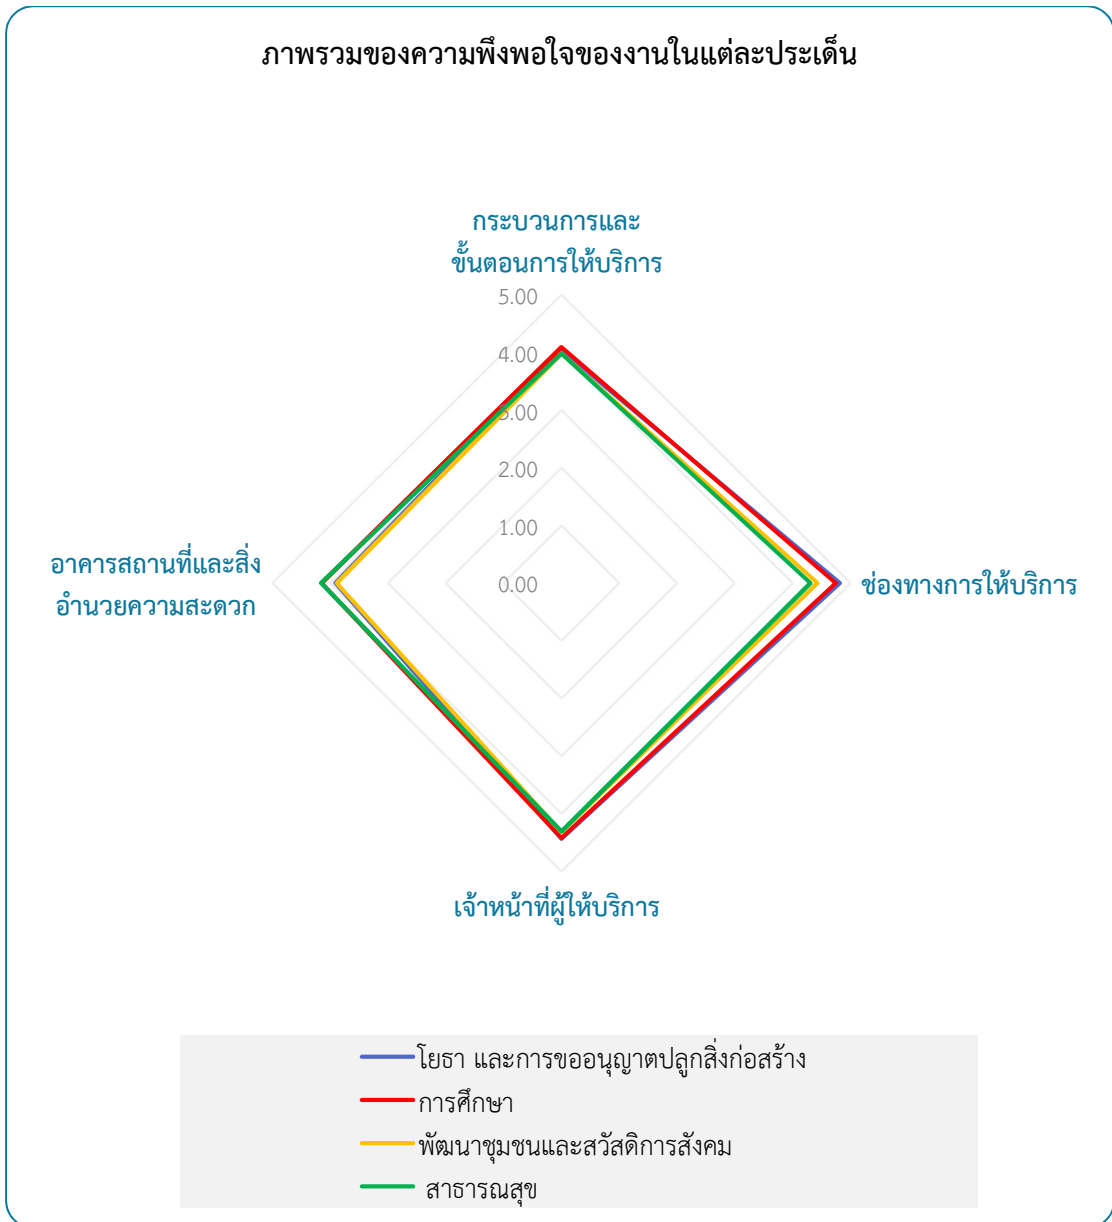 ภาพรวมของความพึงพอใจของงานในแต่ละประเด็น
กระบวนการและ
ขั้นตอนการให้บริการ
5.00
4.00
3.00
2.00
1.00
0.00
อาคารสถานที่และสิ่ง
อำนวยความสะดวก
ช่องทางการให้บริการ
เจ้าหน้าที่ผู้ให้บริการ
โยธา และการขออนุญาตปลูกสิ่งก่อสร้าง
การศึกษา
พัฒนาชุมชนและสวัสดิการสังคม
สาธารณสุข